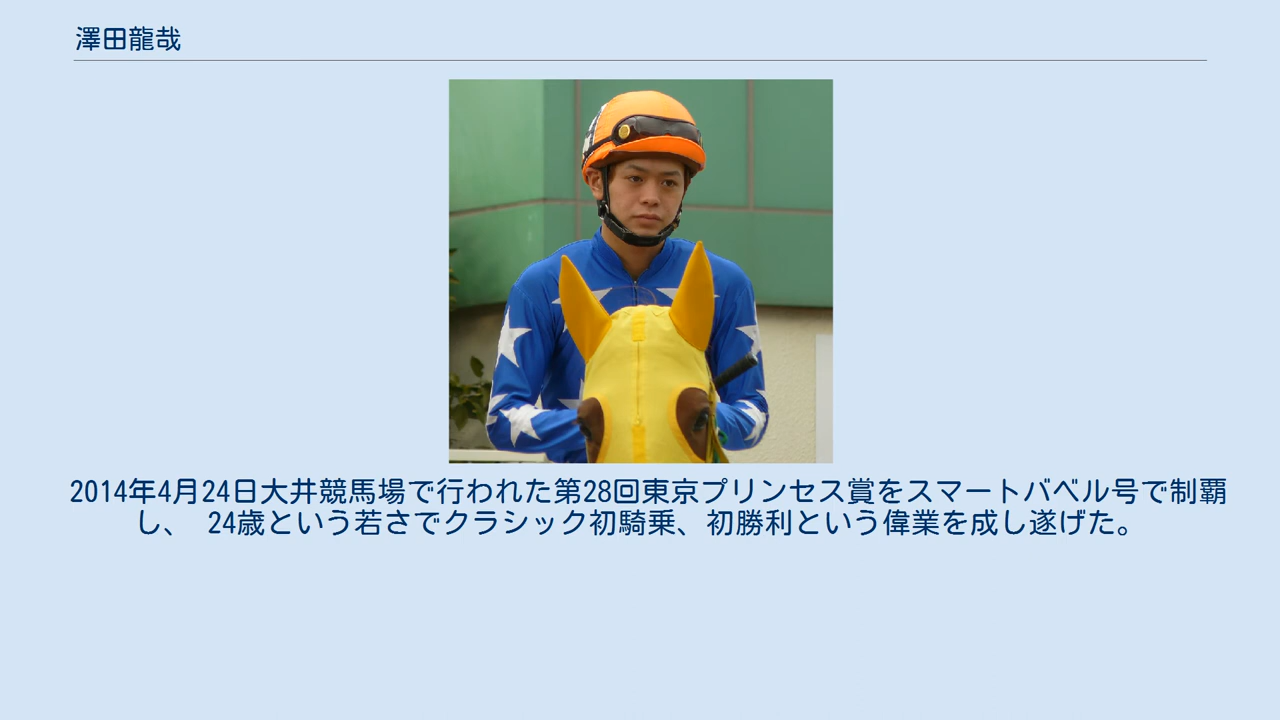 澤田龍哉
2014年4月24日大井競馬場で行われた第28回東京プリンセス賞をスマートバベル号で制覇
し、 24歳という若さでクラシック初騎乗、初勝利という偉業を成し遂げた。